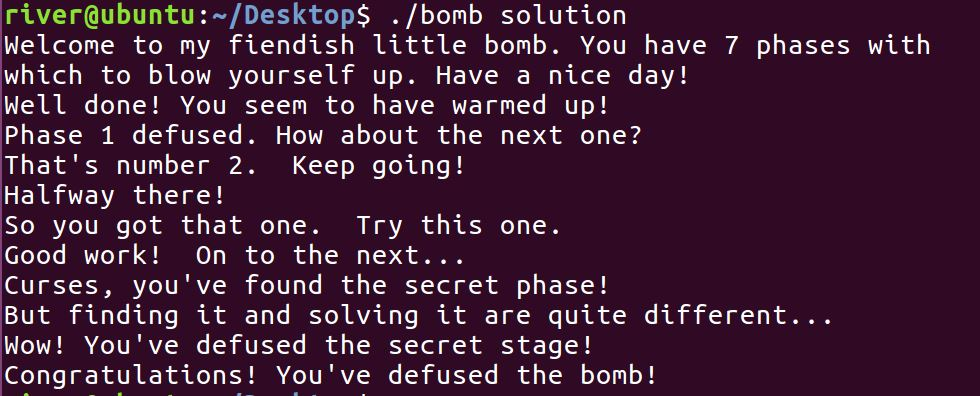 river@ubuntu:~/Desktop$ ./bomb solution
Welcome to my fiendish little bomb. You have 7 phases with
which to blow yourself up. Have a nice day!
Well done! You seem to have warmed up!
Phase 1 defused. How about the next one?
That's number 2.  Keep going!
Halfway there!
So you got that one.  Try this one.
Good work!  On to the next...
Curses, you've found the secret phase!
But finding it and solving it are quite different...
Wow! You've defused the secret stage!
Congratulations! You've defused the bomb!